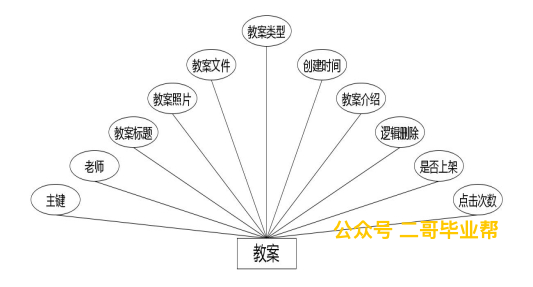 教案类型
教案文件
创建时间
教案照片
教案介绍
教案标题
逻辑删除
老师
是否上架
主键
点击次数
公众号 二哥毕业帮
教案